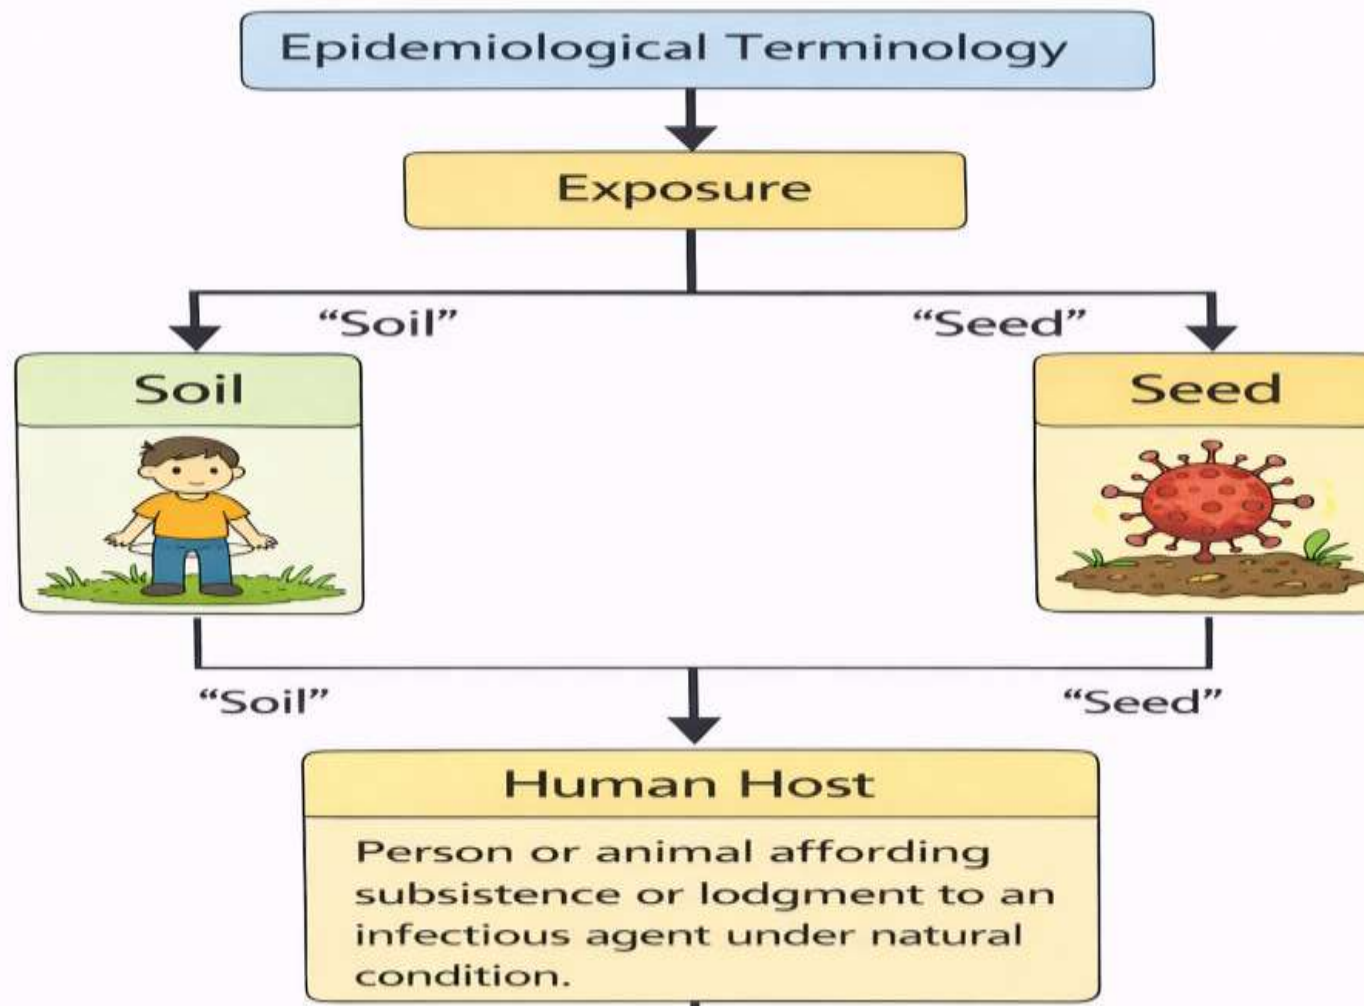 Epidemiological Terminology
Exposure
“Soil”
“Seed”
Soil
Seed
“Soil”
“Seed”
Human Host
Person or animal affording
subsistence or lodgment to an
infectious agent under natural
condition.